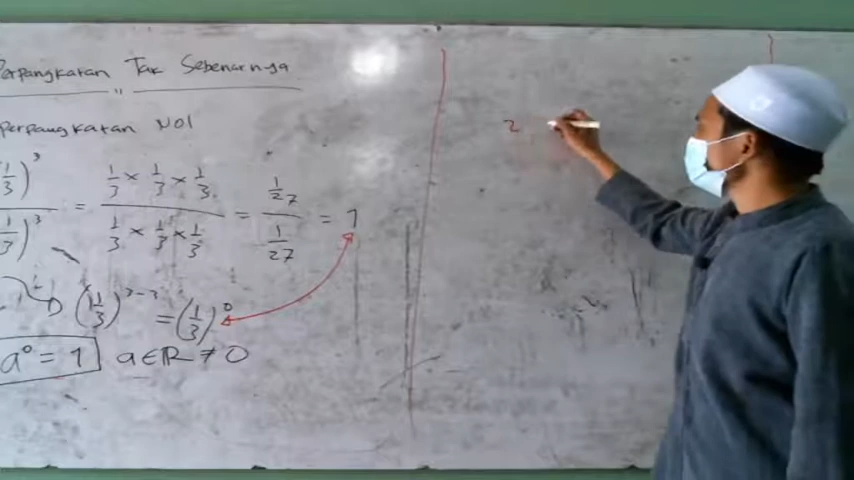 Perpangkatan Tak Sebenarnya
Perpangkatan Nol
(1/3)^3 / (1/3)^3 = (1/3 × 1/3 × 1/3) / (1/3 × 1/3 × 1/3) = (1/27) / (1/27) = 1
(1/3)^3-3 = (1/3)^0
a^0 = 1 a ∈ R ≠ 0
2